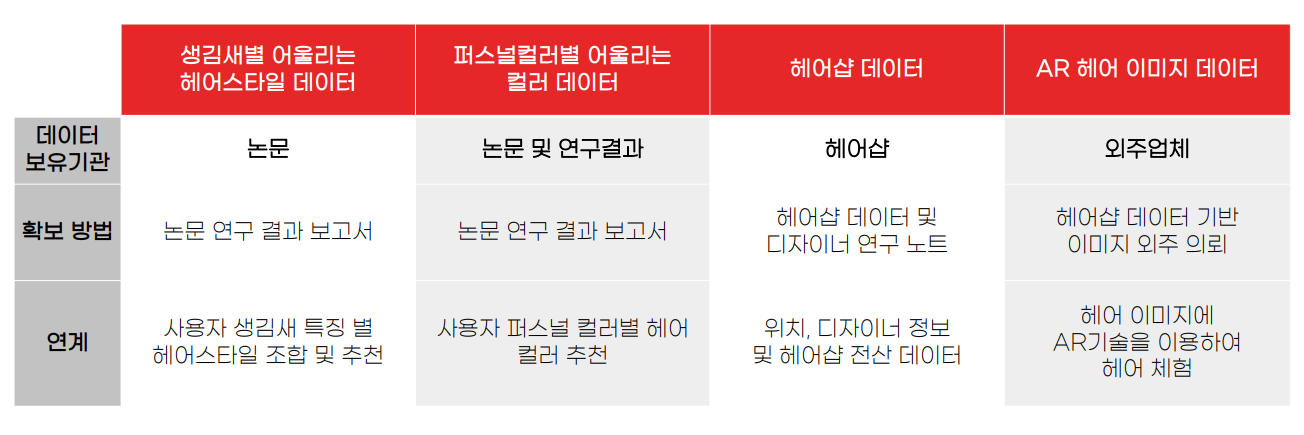 생김새별 어울리는
헤어스타일 데이터
퍼스널컬러별 어울리는
컬러 데이터
헤어샵 데이터
AR 헤어 이미지 데이터
데이터
보유기관
논문
논문 및 연구결과
헤어샵
외주업체
확보 방법
논문 연구 결과 보고서
논문 연구 결과 보고서
헤어샵 데이터 및
디자이너 연구 노트
헤어샵 데이터 기반
이미지 외주 의뢰
연계
사용자 생김새 특징 별
헤어스타일 조합 및 추천
사용자 퍼스널 컬러별 헤어
컬러 추천
위치, 디자이너 정보
및 헤어샵 전산 데이터
헤어 이미지에
AR기술을 이용하여
헤어 체험